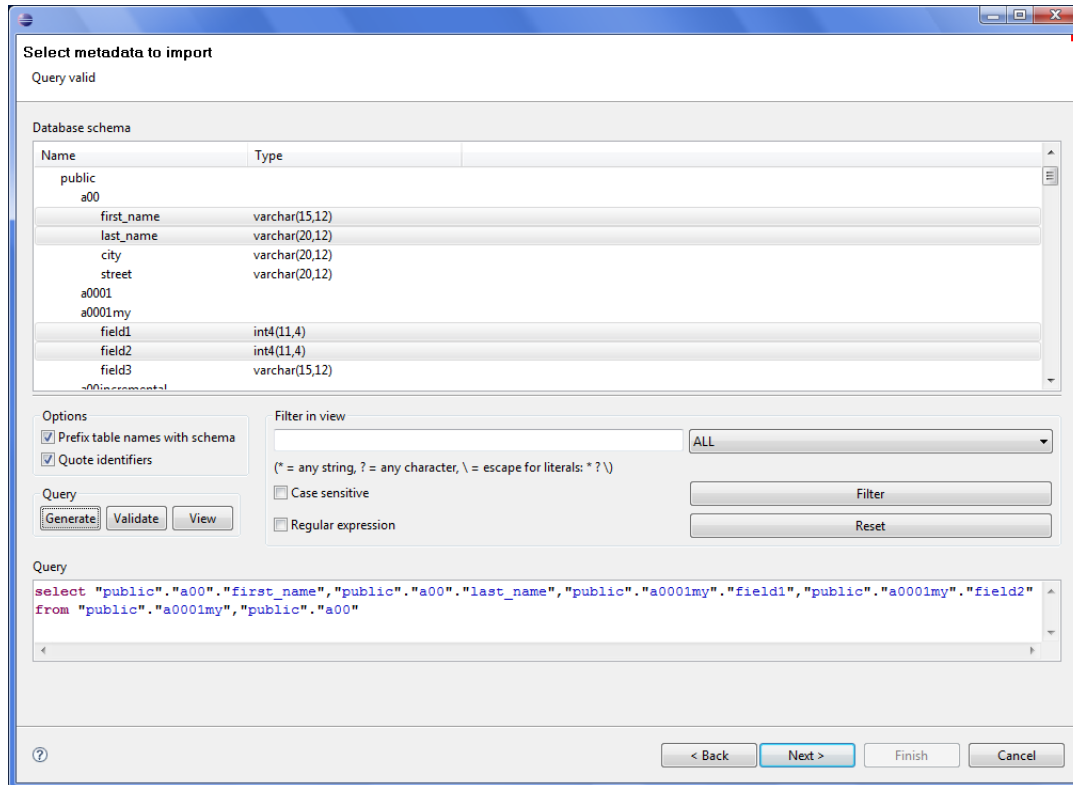 Select metadata to import
Query valid
Database schema
Name Type
public
a00
first_name varchar(15,12)
last_name varchar(20,12)
city varchar(20,12)
street varchar(20,12)
a0001
a0001my
field1 int4(11,4)
field2 int4(11,4)
field3 varchar(15,12)
a00incremental
Options
Prefix table names with schema
Quote identifiers
Query
Generate Validate View
Filter in view
ALL
(* = any string, ? = any character, \ = escape for literals: * ? \)
Case sensitive
Filter
Regular expression
Reset
Query
select "public"."a00"."first_name","public"."a00"."last_name","public"."a0001my"."field1","public"."a0001my"."field2"
from "public"."a0001my","public"."a00"
< Back Next > Finish Cancel